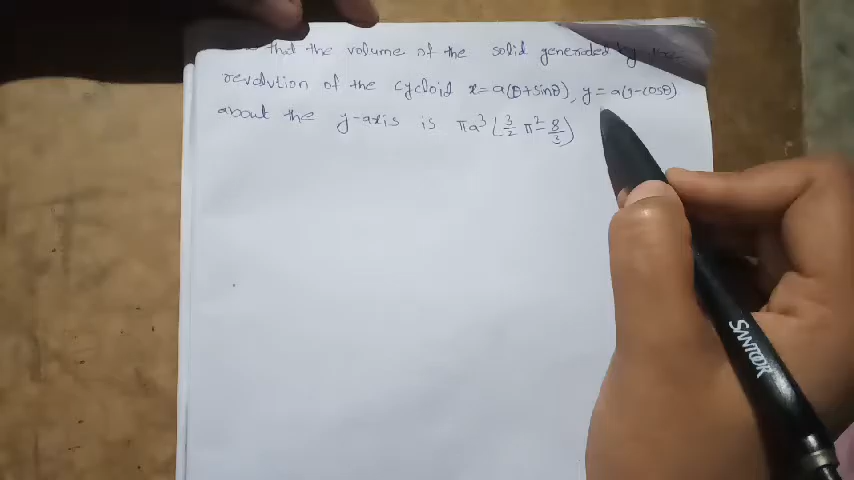 that the volume of the solid generated by the
revolution of the cycloid x = a(θ+sinθ), y = a(1-cosθ)
about the y-axis is πa³(3/2 π² - 8/3)
SANTOOR